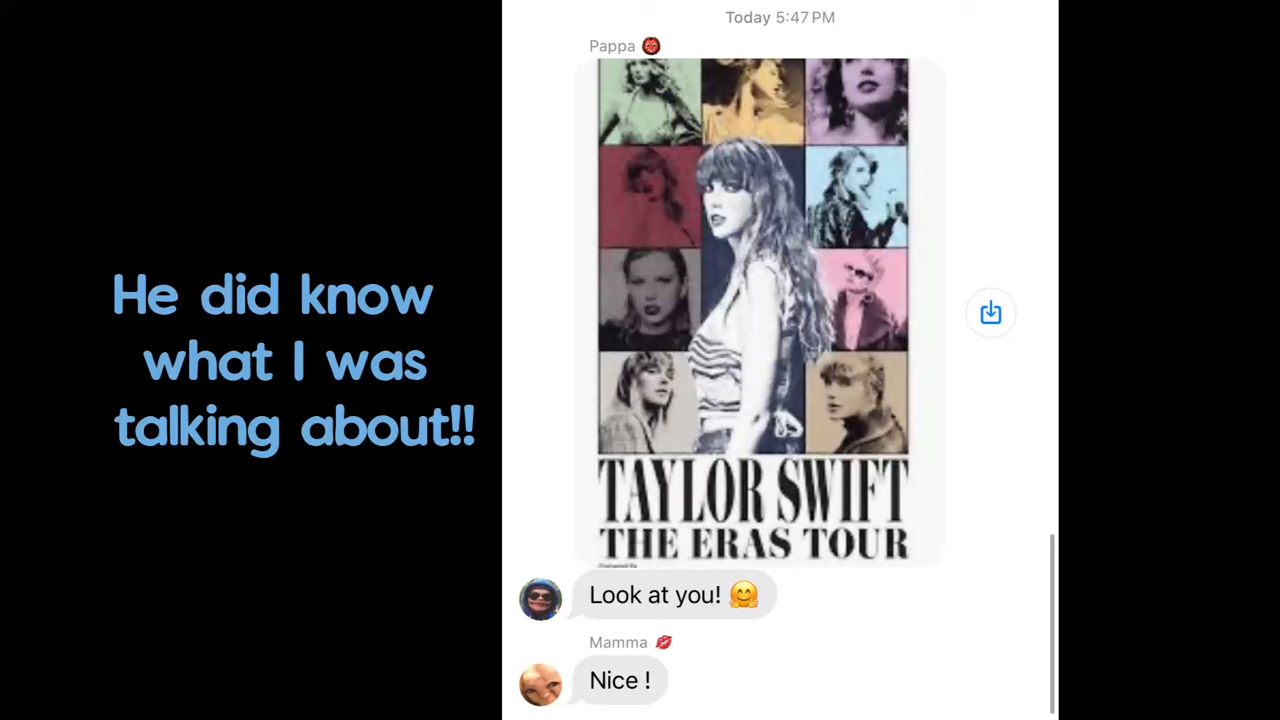 He did know
what I was
talking about!!
Today 5:47 PM
Pappa 👹
TAYLOR SWIFT
THE ERAS TOUR
Look at you! 🤗
Mamma 💋
Nice !